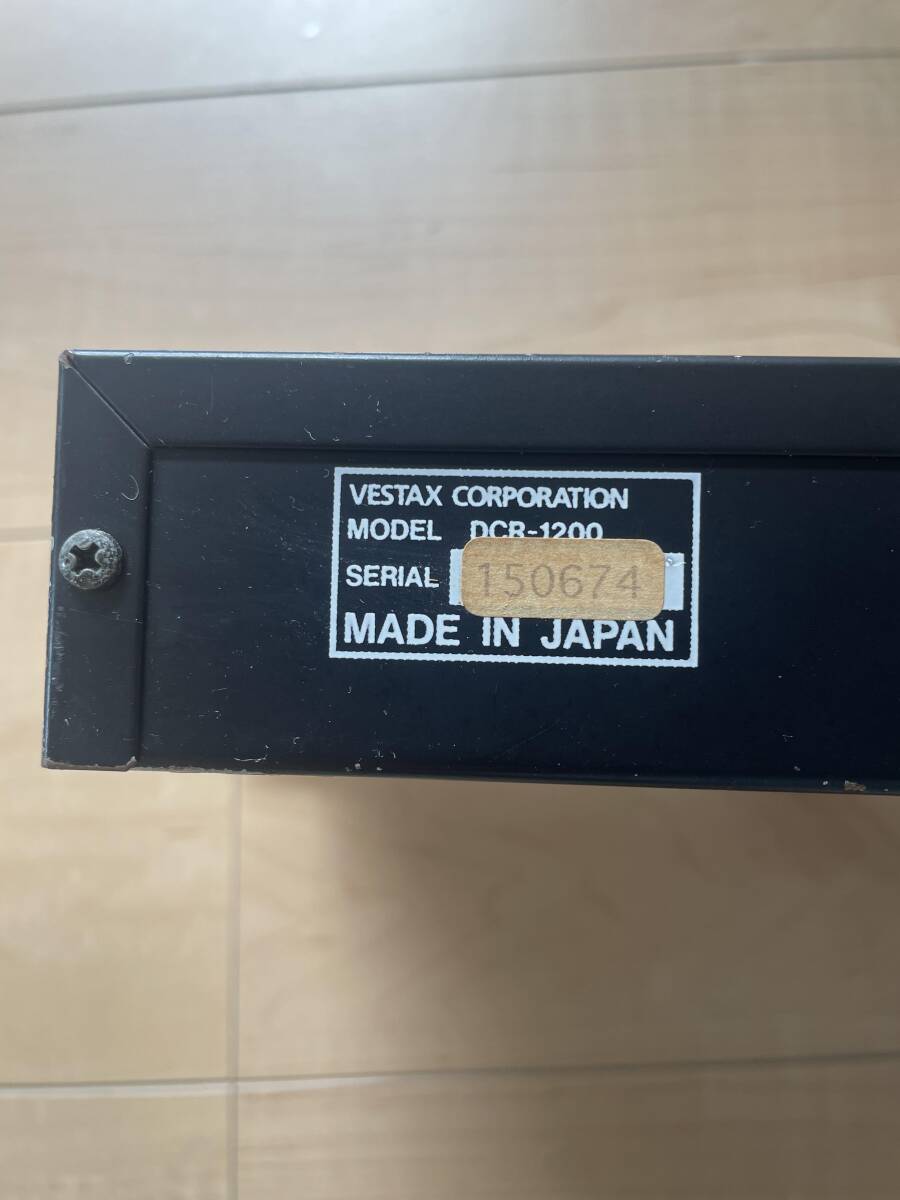 VESTAX CORPORATION
MODEL DCR-1200
SERIAL 150674
MADE IN JAPAN